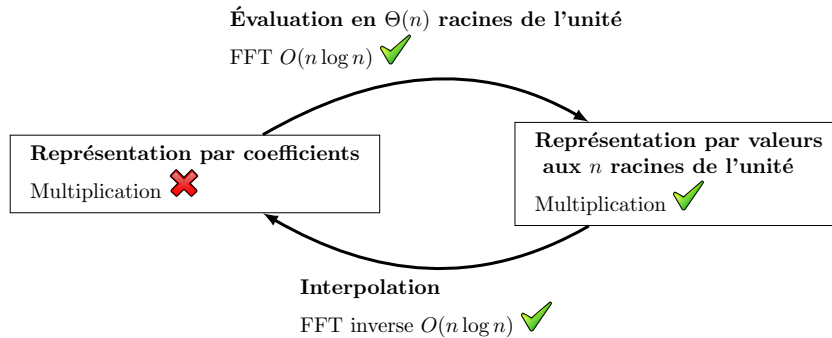 Évaluation en Θ(n) racines de l'unité
FFT O(n log n)
Représentation par coefficients
Multiplication
Représentation par valeurs
aux n racines de l'unité
Multiplication
Interpolation
FFT inverse O(n log n)